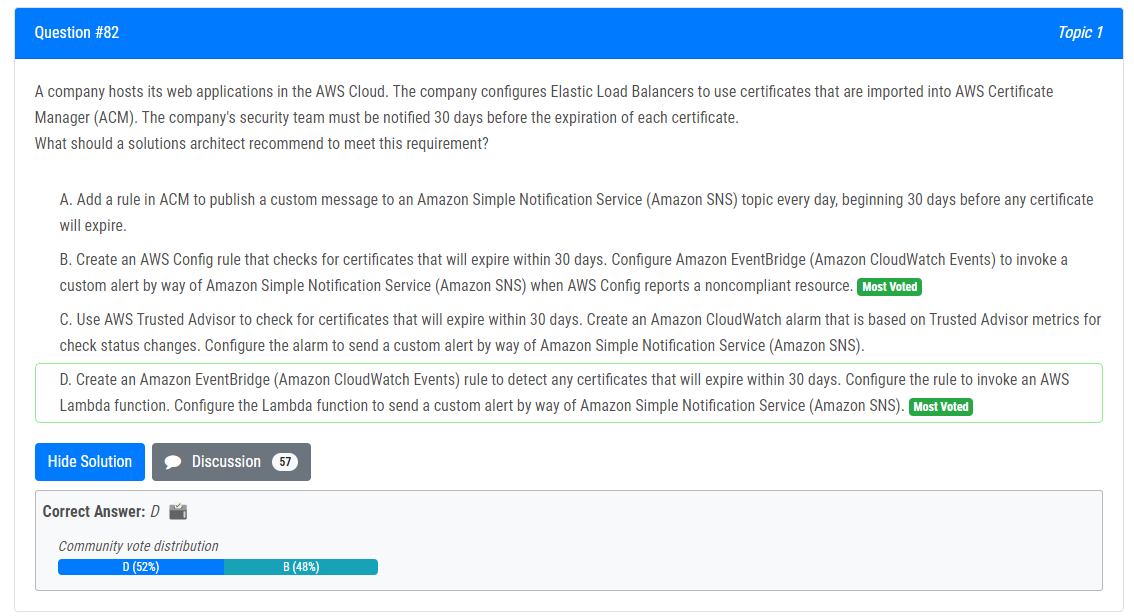 Question #82
Topic 1
A company hosts its web applications in the AWS Cloud. The company configures Elastic Load Balancers to use certificates that are imported into AWS Certificate
Manager (ACM). The company's security team must be notified 30 days before the expiration of each certificate.
What should a solutions architect recommend to meet this requirement?
A. Add a rule in ACM to publish a custom message to an Amazon Simple Notification Service (Amazon SNS) topic every day, beginning 30 days before any certificate
will expire.
B. Create an AWS Config rule that checks for certificates that will expire within 30 days. Configure Amazon EventBridge (Amazon CloudWatch Events) to invoke a
custom alert by way of Amazon Simple Notification Service (Amazon SNS) when AWS Config reports a noncompliant resource. Most Voted
C. Use AWS Trusted Advisor to check for certificates that will expire within 30 days. Create an Amazon CloudWatch alarm that is based on Trusted Advisor metrics for
check status changes. Configure the alarm to send a custom alert by way of Amazon Simple Notification Service (Amazon SNS).
D. Create an Amazon EventBridge (Amazon CloudWatch Events) rule to detect any certificates that will expire within 30 days. Configure the rule to invoke an AWS
Lambda function. Configure the Lambda function to send a custom alert by way of Amazon Simple Notification Service (Amazon SNS). Most Voted
Hide Solution
Discussion 57
Correct Answer: D
Community vote distribution
D (52%) B (48%)